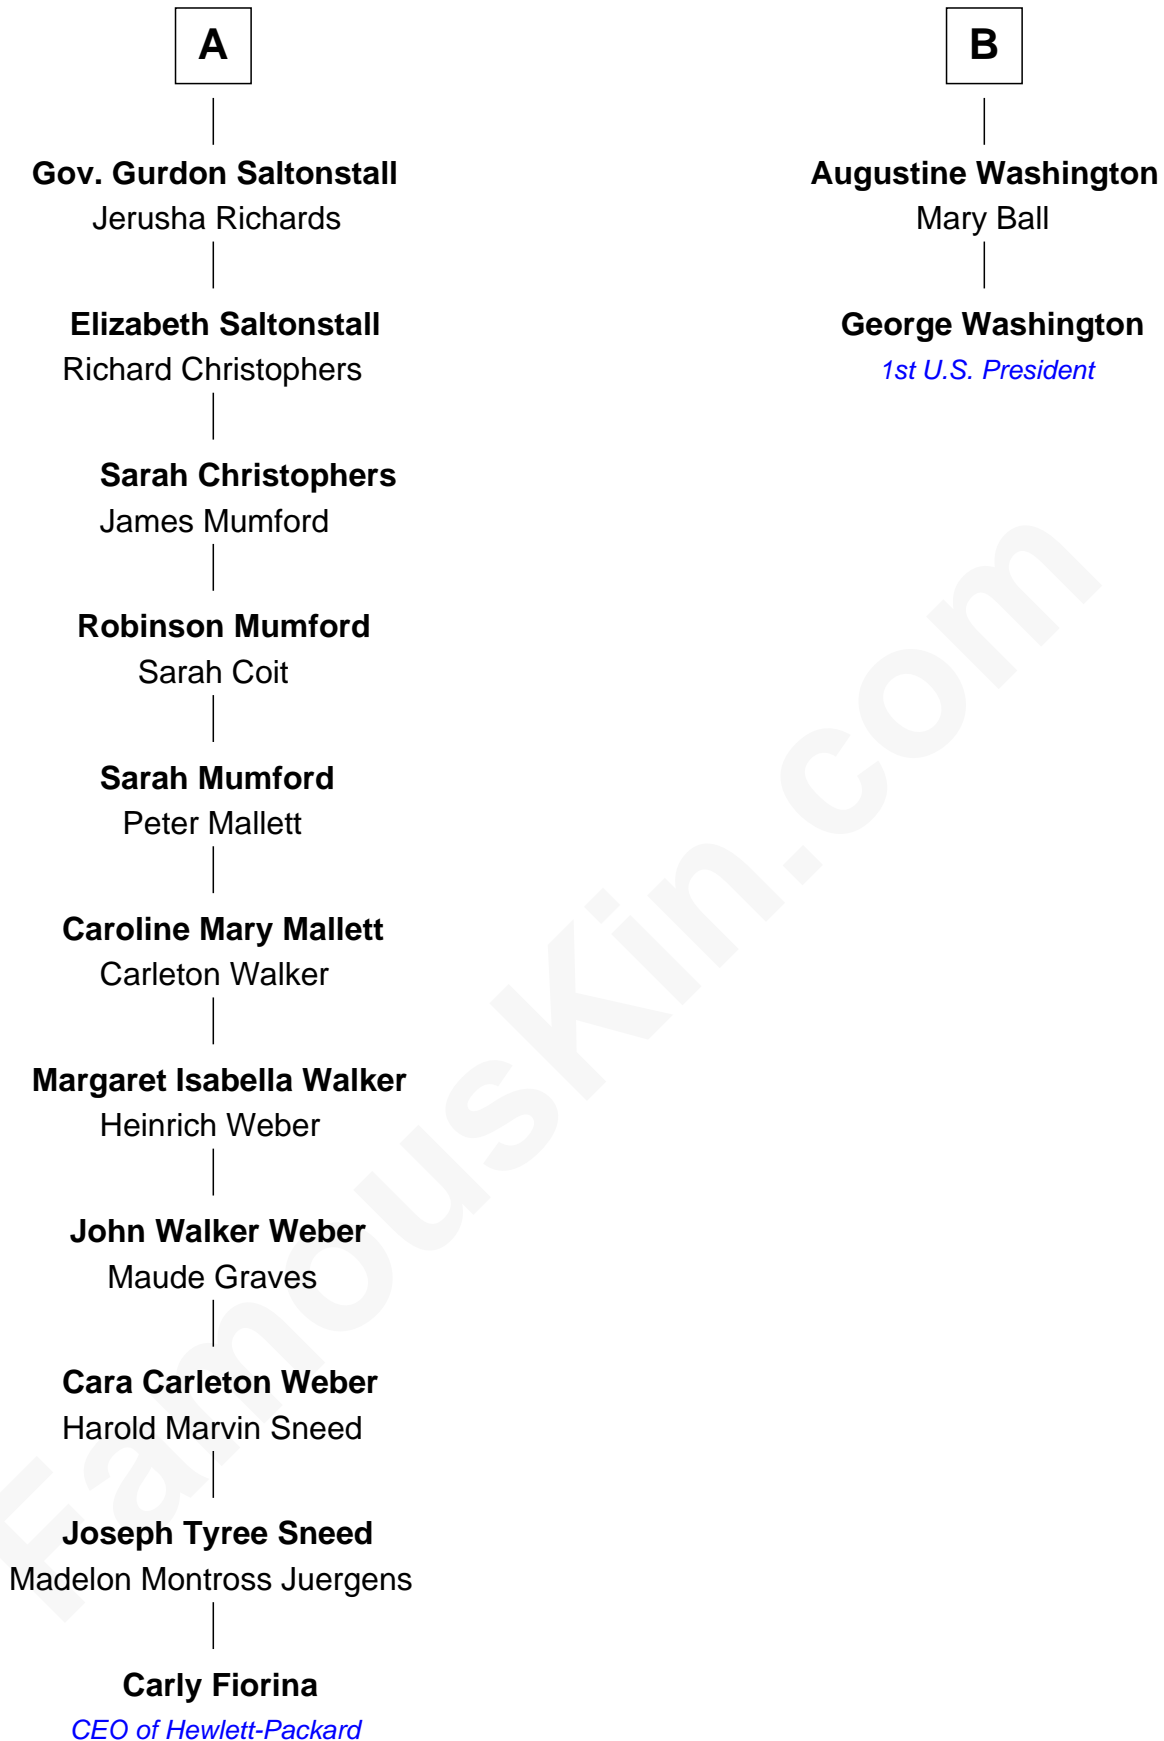 A
Gov. Gurdon Saltonstall
Jerusha Richards
Elizabeth Saltonstall
Richard Christophers
Sarah Christophers
James Mumford
Robinson Mumford
Sarah Coit
Sarah Mumford
Peter Mallett
Caroline Mary Mallett
Carleton Walker
Margaret Isabella Walker
Heinrich Weber
John Walker Weber
Maude Graves
Cara Carleton Weber
Harold Marvin Sneed
Joseph Tyree Sneed
Madelon Montross Juergens
Carly Fiorina
CEO of Hewlett-Packard
B
Augustine Washington
Mary Ball
George Washington
1st U.S. President
FamousKin.com